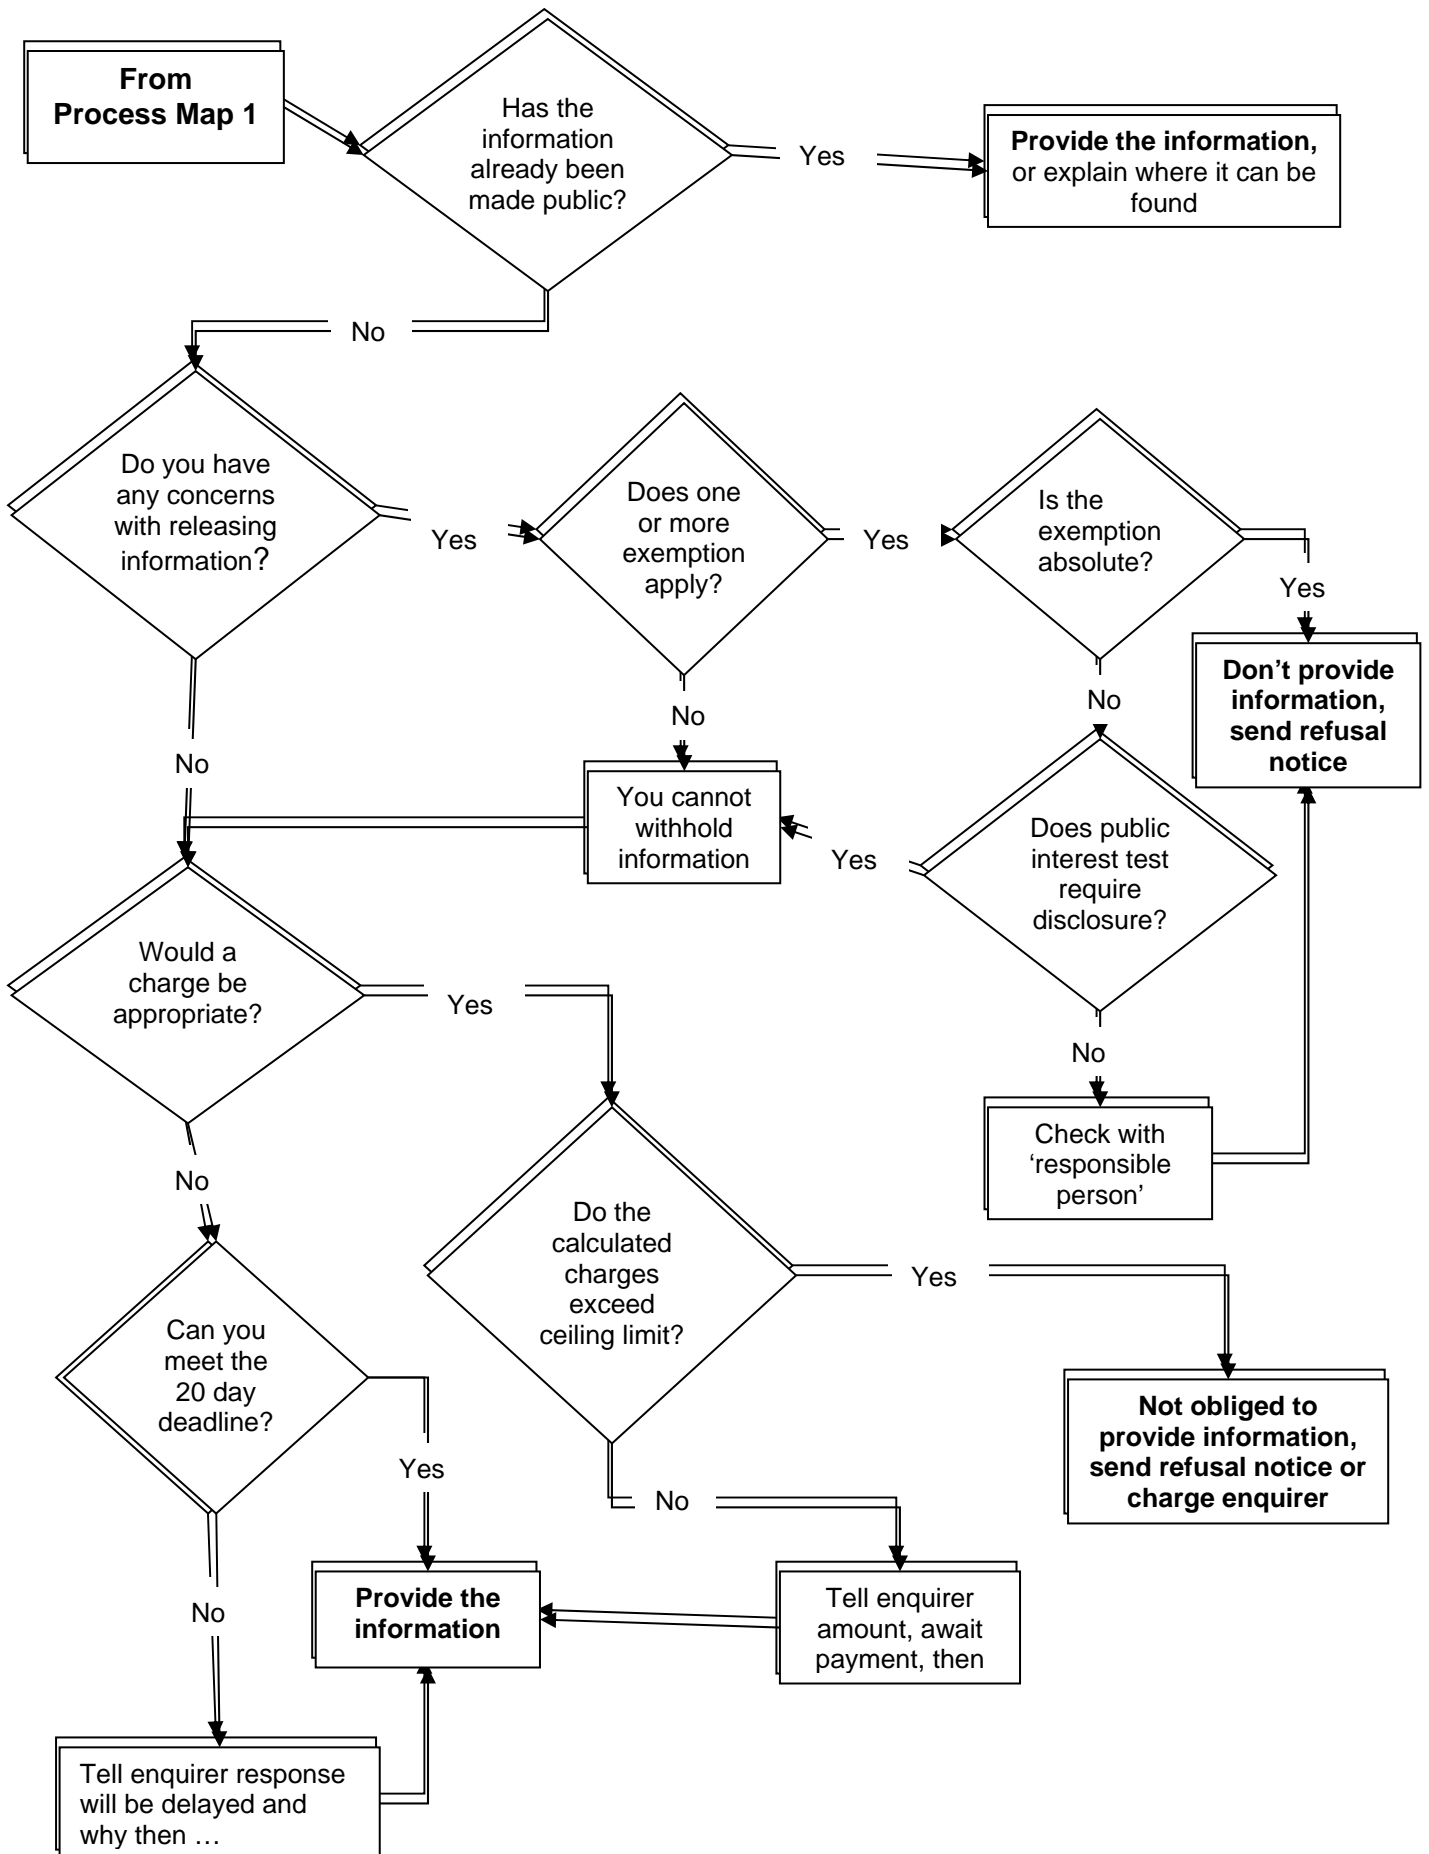 From
Process Map 1
Has the
information
already been
made public?
Yes
Provide the information,
or explain where it can be
found
No
Do you have
any concerns
with releasing
information?
Yes
Does one
or more
exemption
apply?
Yes
Is the
exemption
absolute?
Yes
Don’t provide
information,
send refusal
notice
No
No
No
You cannot
withhold
information
Yes
Does public
interest test
require
disclosure?
Would a
charge be
appropriate?
Yes
No
Check with
‘responsible
person’
No
Do the
calculated
charges
exceed
ceiling limit?
Yes
Can you
meet the
20 day
deadline?
Not obliged to
provide information,
send refusal notice or
charge enquirer
Yes
No
No
Provide the
information
Tell enquirer
amount, await
payment, then
Tell enquirer response
will be delayed and
why then …